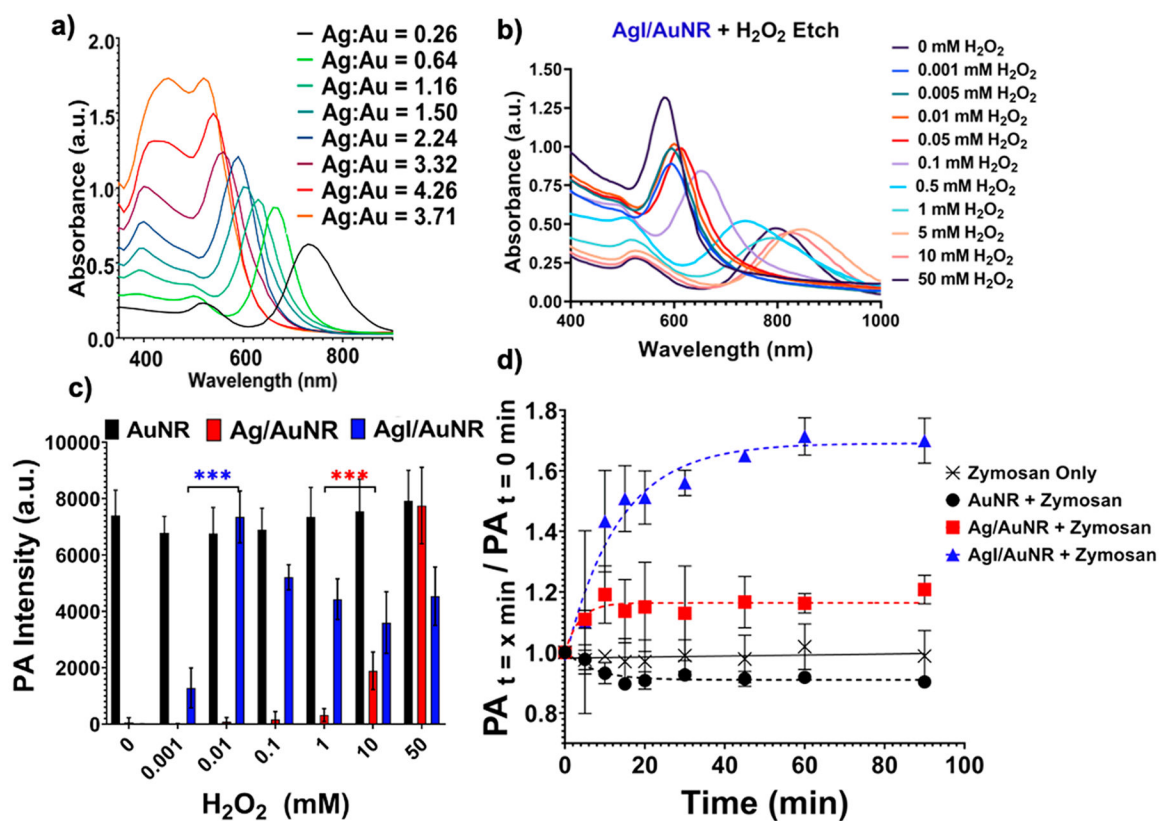 a)
2.0
1.5
1.0
0.5
0.0
Absorbance (a.u.)
400
600
800
Wavelength (nm)
Ag:Au = 0.26
Ag:Au = 0.64
Ag:Au = 1.16
Ag:Au = 1.50
Ag:Au = 2.24
Ag:Au = 3.32
Ag:Au = 4.26
Ag:Au = 3.71
b)
AgI/AuNR + H₂O₂ Etch
1.50
1.25
1.00
0.75
0.50
0.25
0.00
Absorbance (a.u.)
400
600
800
1000
Wavelength (nm)
0 mM H₂O₂
0.001 mM H₂O₂
0.005 mM H₂O₂
0.01 mM H₂O₂
0.05 mM H₂O₂
0.1 mM H₂O₂
0.5 mM H₂O₂
1 mM H₂O₂
5 mM H₂O₂
10 mM H₂O₂
50 mM H₂O₂
c)
AuNR Ag/AuNR AgI/AuNR
10000
8000
6000
4000
2000
0
PA Intensity (a.u.)
***
***
0
0.001
0.01
0.1
1
10
50
H₂O₂ (mM)
d)
1.8
1.6
1.4
1.2
1.0
0.8
PA t = x min / PA t = 0 min
0
20
40
60
80
100
Time (min)
Zymosan Only
AuNR + Zymosan
Ag/AuNR + Zymosan
AgI/AuNR + Zymosan